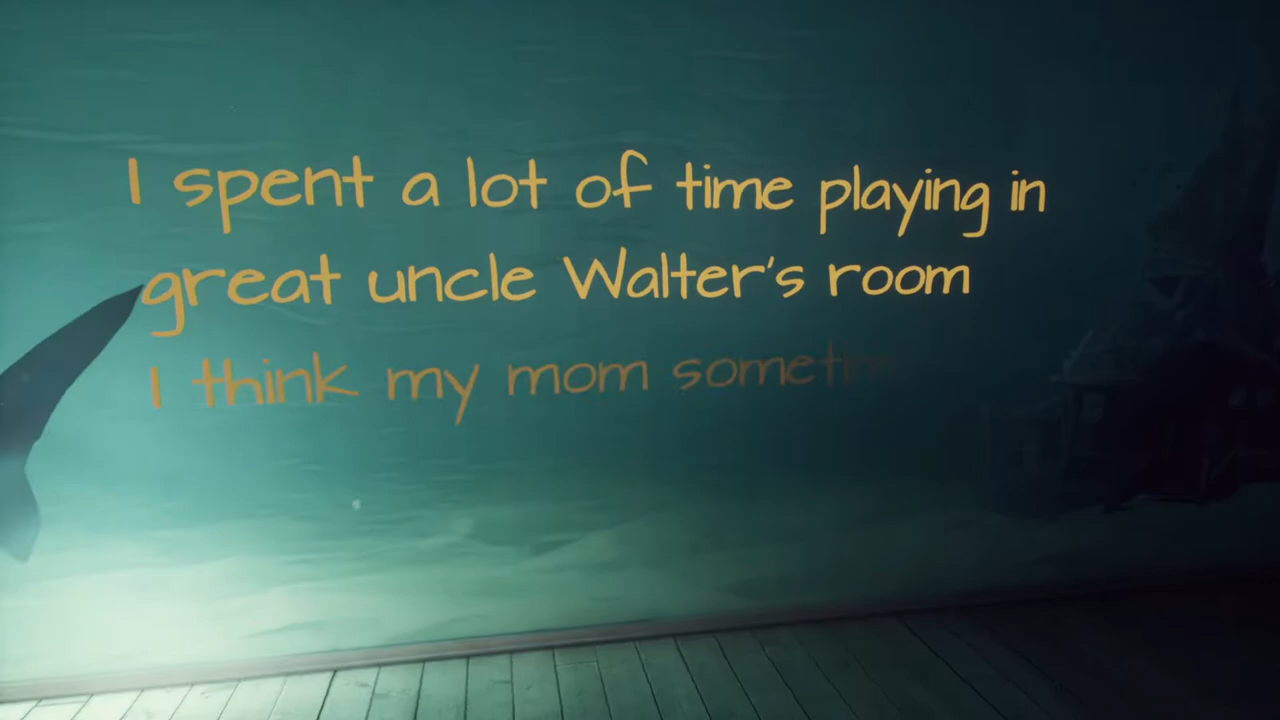 I spent a lot of time playing in
great uncle Walter's room
I think my mom